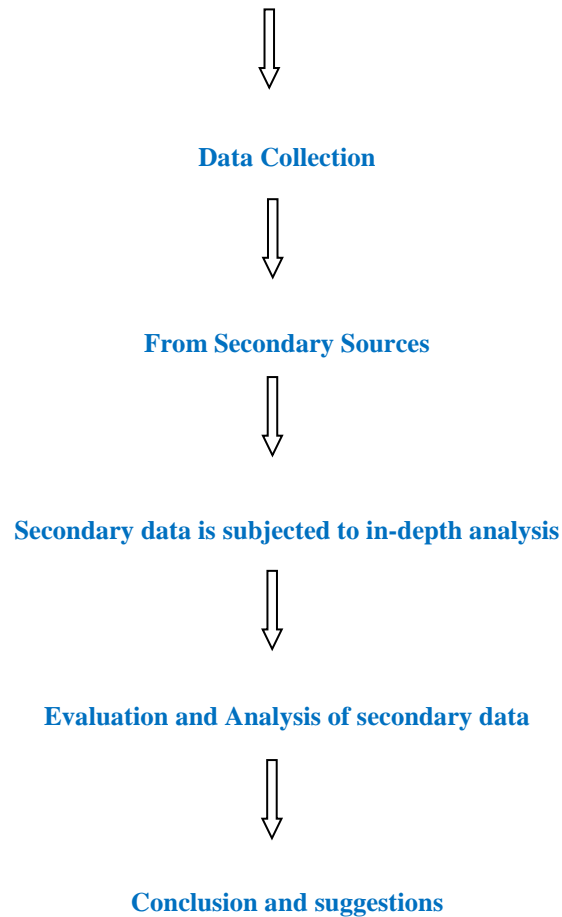 Data Collection
From Secondary Sources
Secondary data is subjected to in-depth analysis
Evaluation and Analysis of secondary data
Conclusion and suggestions